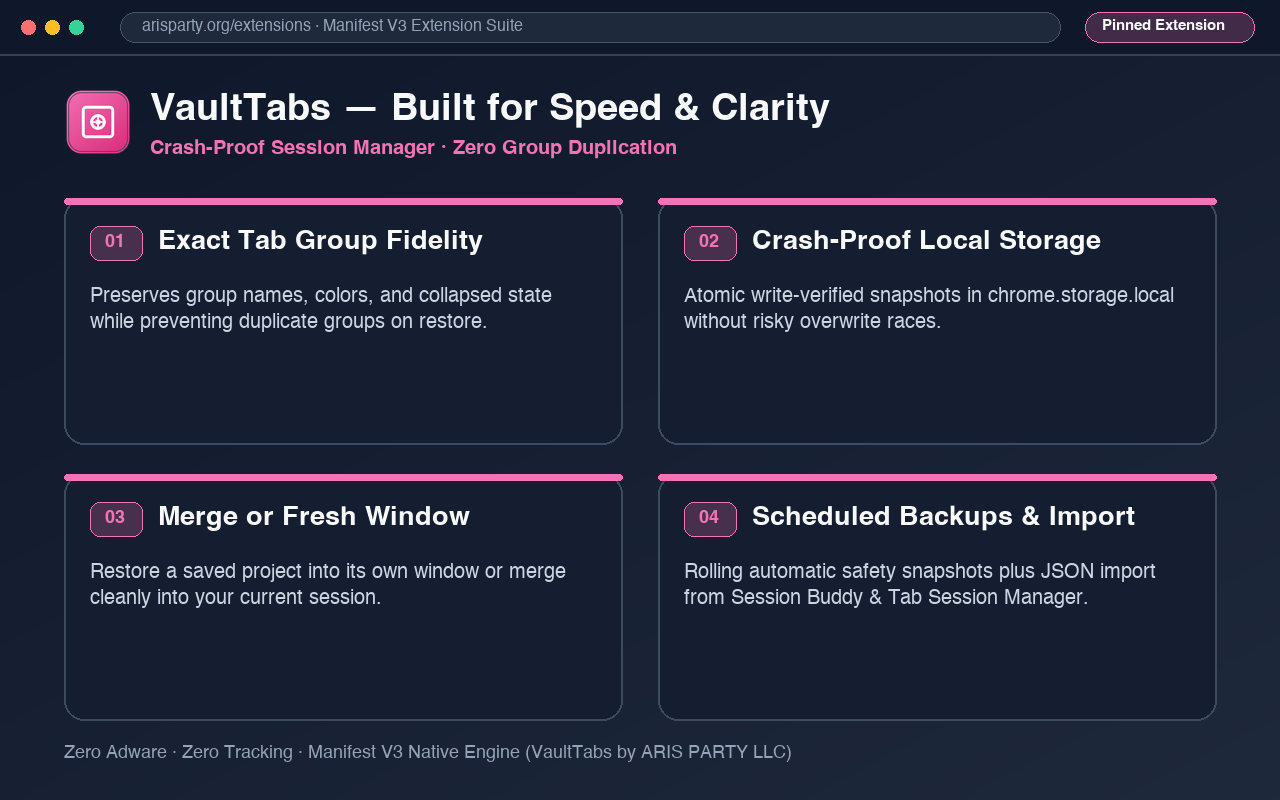 arisparty.org/extensions · Manifest V3 Extension Suite
Pinned Extension
VaultTabs — Built for Speed & Clarity
Crash-Proof Session Manager · Zero Group Duplication
01
Exact Tab Group Fidelity
Preserves group names, colors, and collapsed state
while preventing duplicate groups on restore.
02
Crash-Proof Local Storage
Atomic write-verified snapshots in chrome.storage.local
without risky overwrite races.
03
Merge or Fresh Window
Restore a saved project into its own window or merge
cleanly into your current session.
04
Scheduled Backups & Import
Rolling automatic safety snapshots plus JSON import
from Session Buddy & Tab Session Manager.
Zero Adware · Zero Tracking · Manifest V3 Native Engine (VaultTabs by ARIS PARTY LLC)